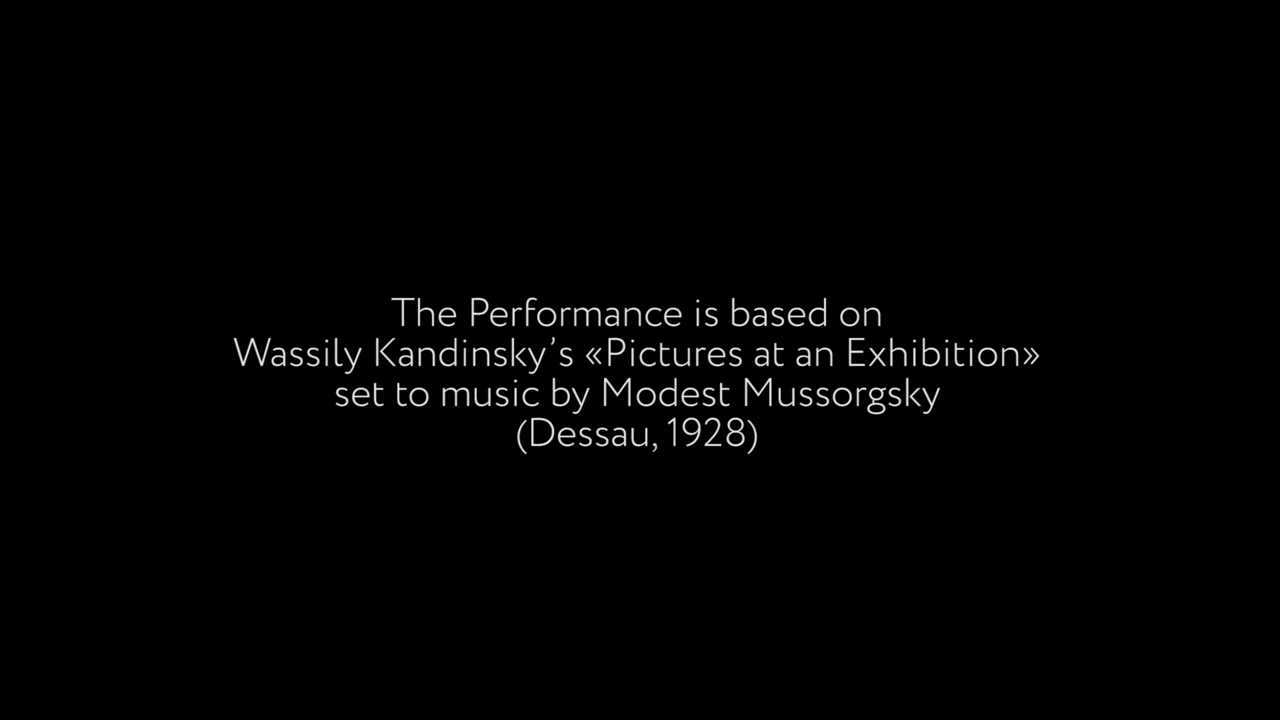 The Performance is based on
Wassily Kandinsky’s «Pictures at an Exhibition»
set to music by Modest Mussorgsky
(Dessau, 1928)